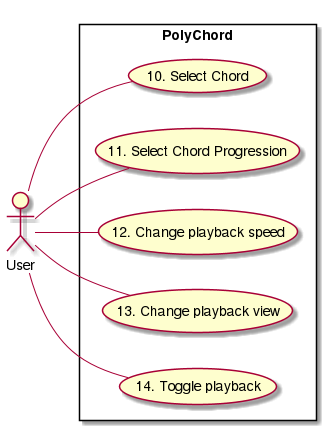 PolyChord
10. Select Chord
11. Select Chord Progression
12. Change playback speed
User
13. Change playback view
14. Toggle playback